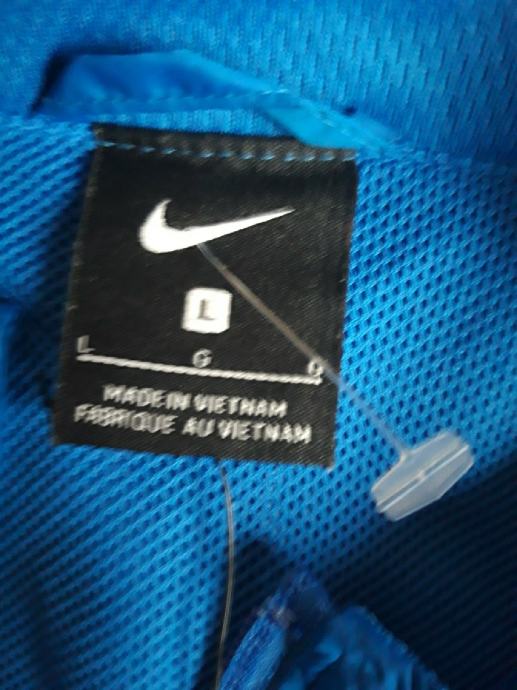 L
L G G
MADE IN VIETNAM
FABRIQUE AU VIETNAM